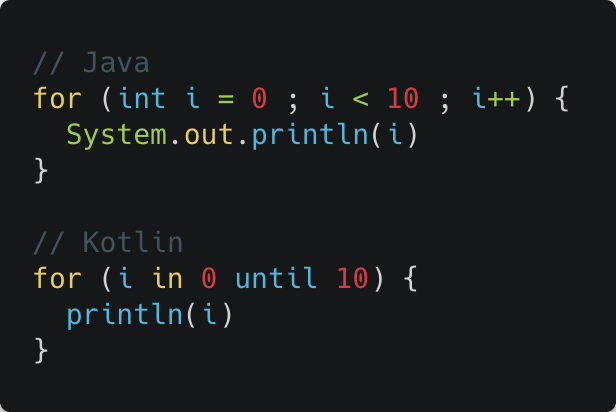 // Java
for (int i = 0 ; i < 10 ; i++) {
  System.out.println(i)
}

// Kotlin
for (i in 0 until 10) {
  println(i)
}